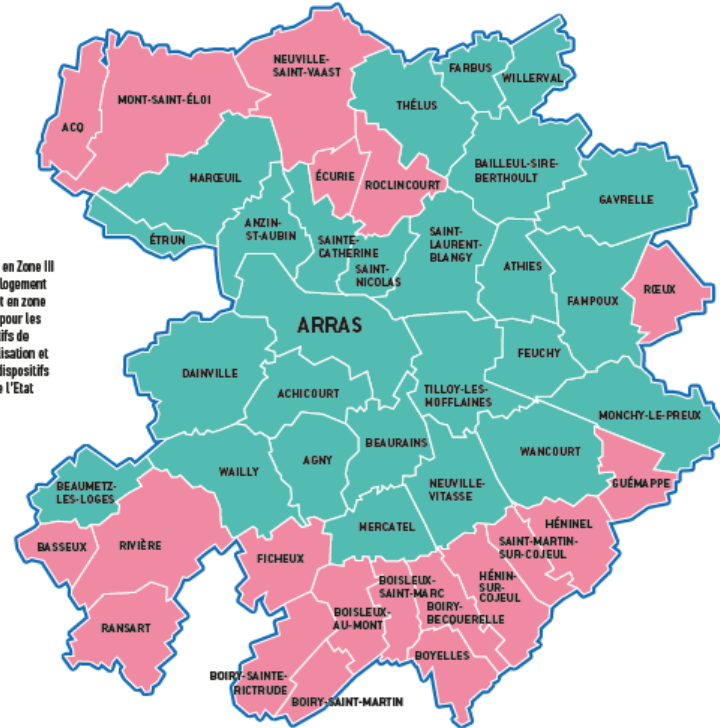 NEUVILLE-
SAINT-VAAST
FARBUS
WILLERVAL
MONT-SAINT-ÉLOI
THÉLUS
ACQ
MARŒUIL
ÉCURIE
ROCLINCOURT
BAILLEUL-SIRE-
BERTHOULT
GAVRELLE
ÉTRUN
ANZIN-
ST-AUBIN
SAINTE-
CATHERINE
SAINT-
NICOLAS
SAINT-
LAURENT-
BLANGY
ATHIES
FAMPOUX
RŒUX
en Zone III
logement
t en zone
pour les
ifs de
isation et
dispositifs
e l'Etat
ARRAS
FEUCHY
DAINVILLE
ACHICOURT
TILLOY-LES-
MOFFLAINES
MONCHY-LE-PREUX
BEAURAINS
WANCOURT
AGNY
WAILLY
GUÉMAPPE
BEAUMETZ-
LES-LOGES
NEUVILLE-
VITASSE
MERCATEL
HÉNINEL
SAINT-MARTIN-
SUR-COJEUL
BASSEUX
RIVIÈRE
FICHEUX
BOISLEUX-
SAINT-MARC
HÉNIN-
SUR-
COJEUL
BOISLEUX-
AU-MONT
BOIRY-
BECQUERELLE
RANSART
BOYELLES
BOIRY-SAINTE-
RICTRUDE
BOIRY-SAINT-MARTIN